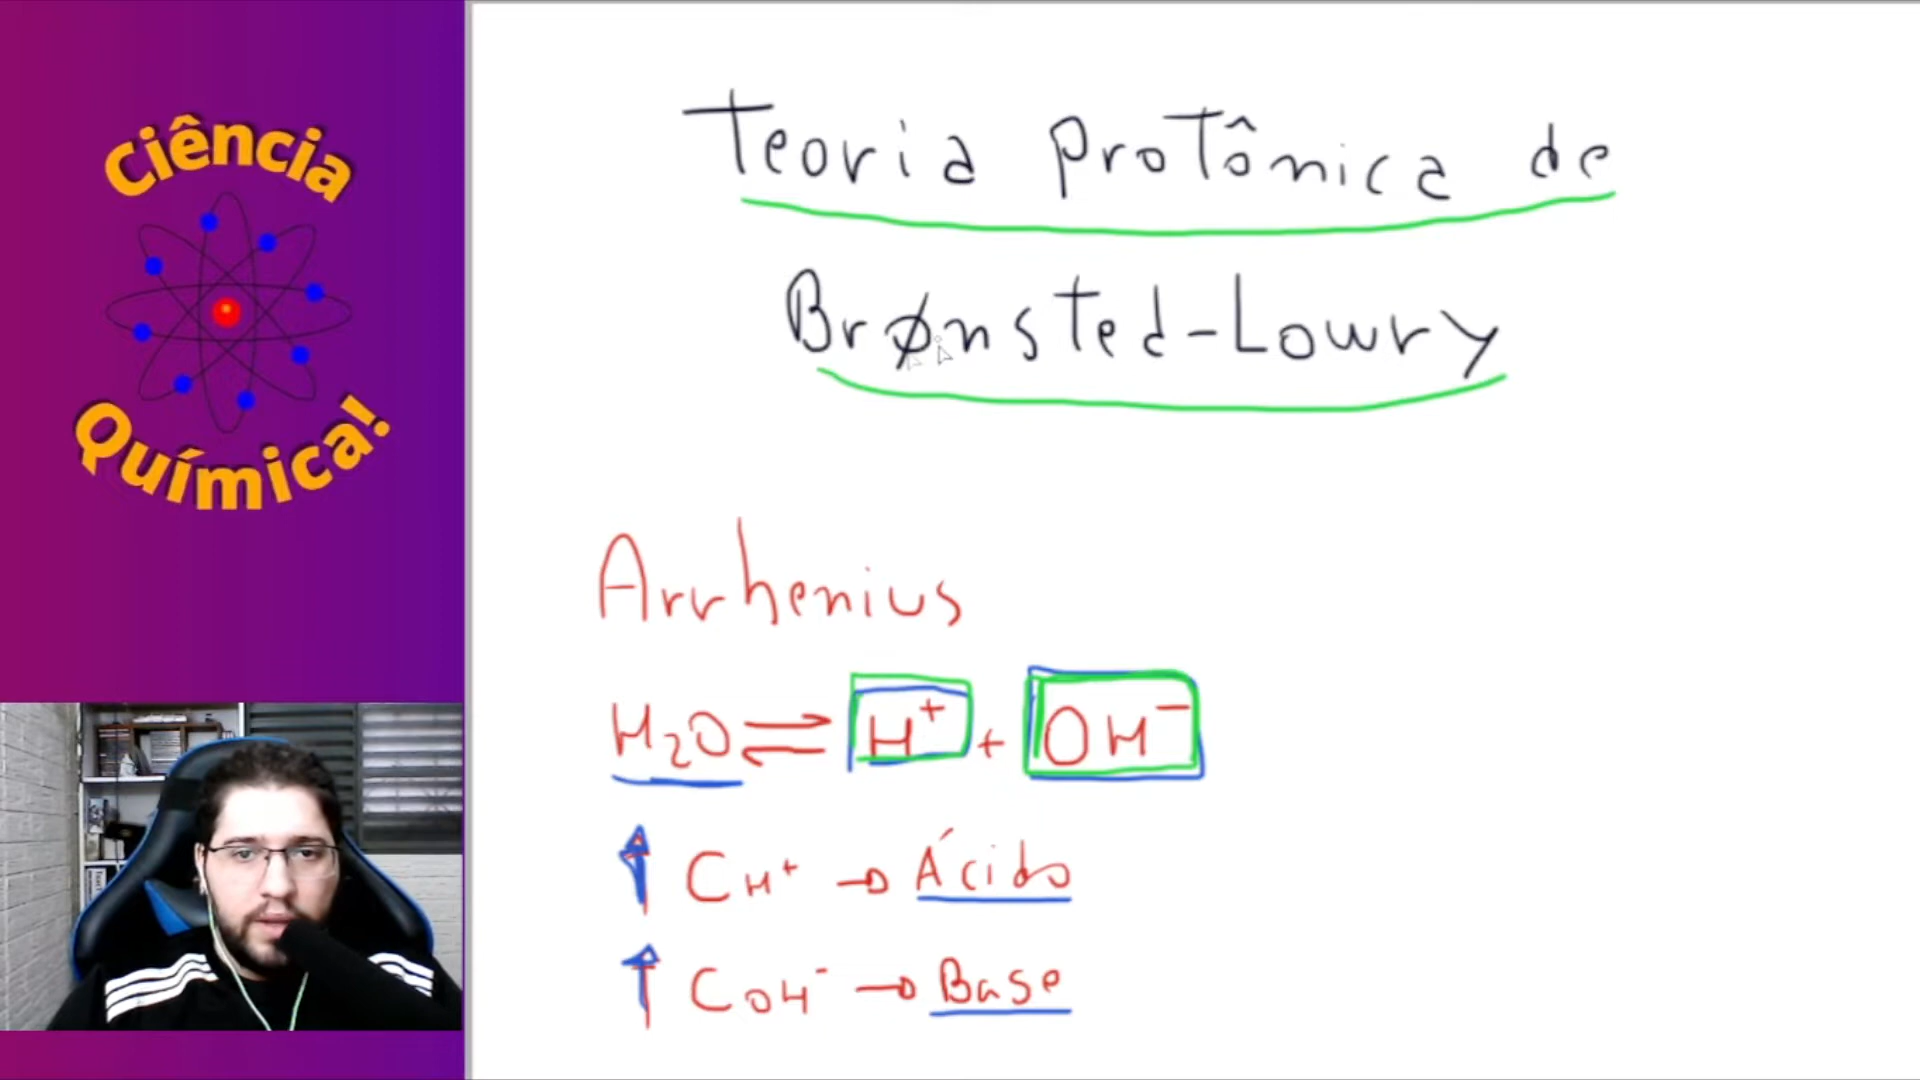 Ciência
Química!
Teoria Protônica de
Brønsted-Lowry
Arrhenius
H₂O ⇌ H⁺ + OH⁻
↑ CH⁺ → Ácido
↑ COH⁻ → Base